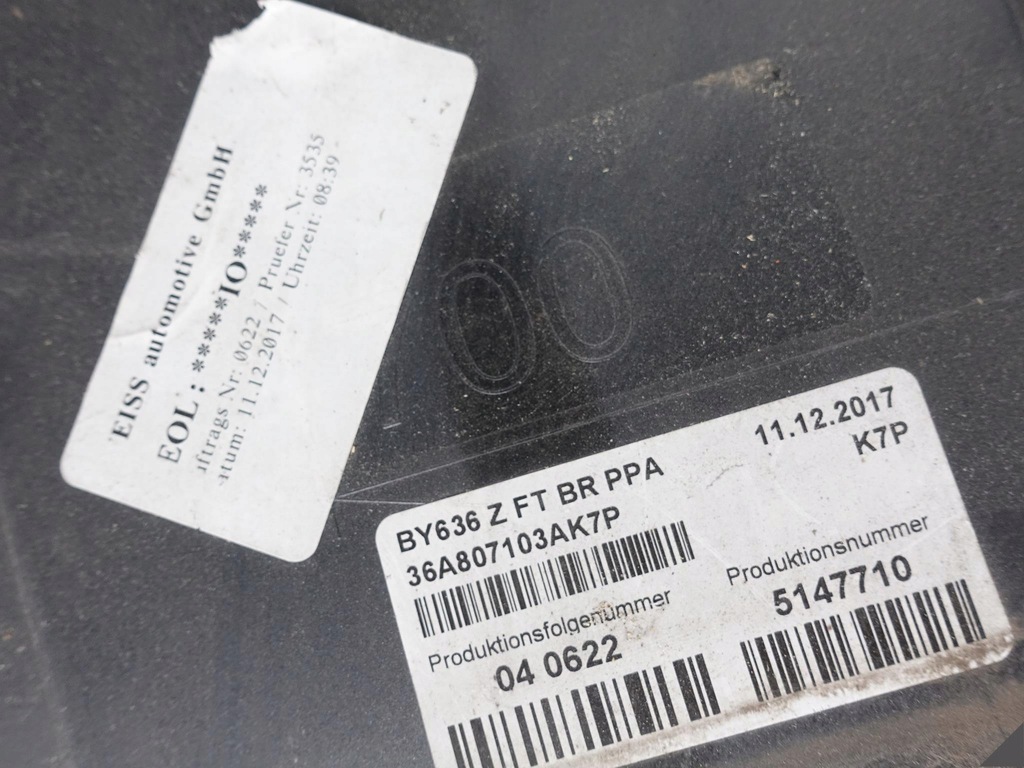 EISS automotive GmbH
EOL: *****IO*****
uftrags Nr: 0622 / Pruefer Nr: 3535
atum: 11.12.2017 / Uhrzeit: 08:39
00
BY636 Z FT BR PPA
11.12.2017
36A807103AK7P
K7P
Produktionsfolgenummer
04 0622
Produktionsnummer
5147710